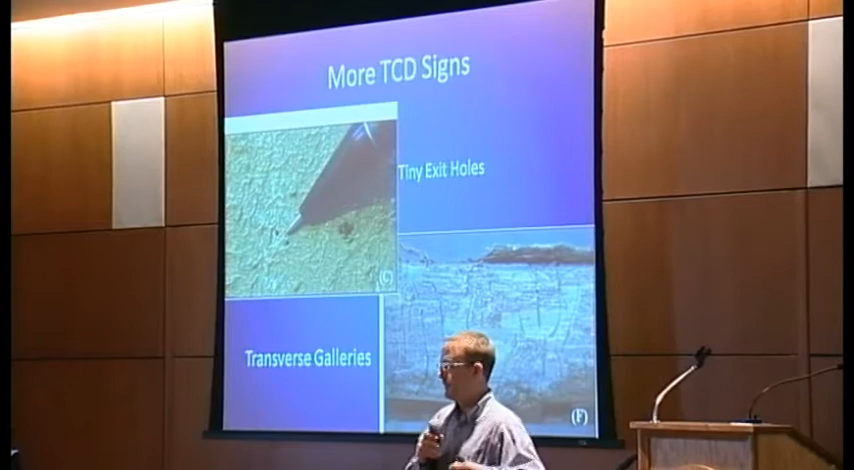 More TCD Signs
Tiny Exit Holes
(C)
Transverse Galleries
(F)